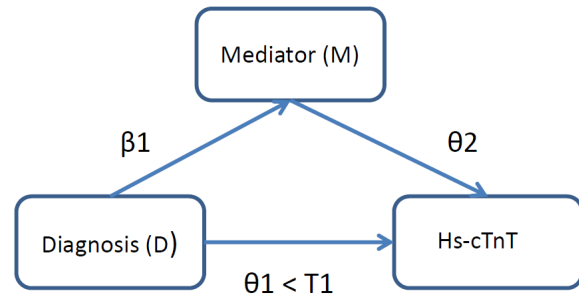 Mediator (M)
β1
θ2
Diagnosis (D)
Hs-cTnT
θ1 < T1